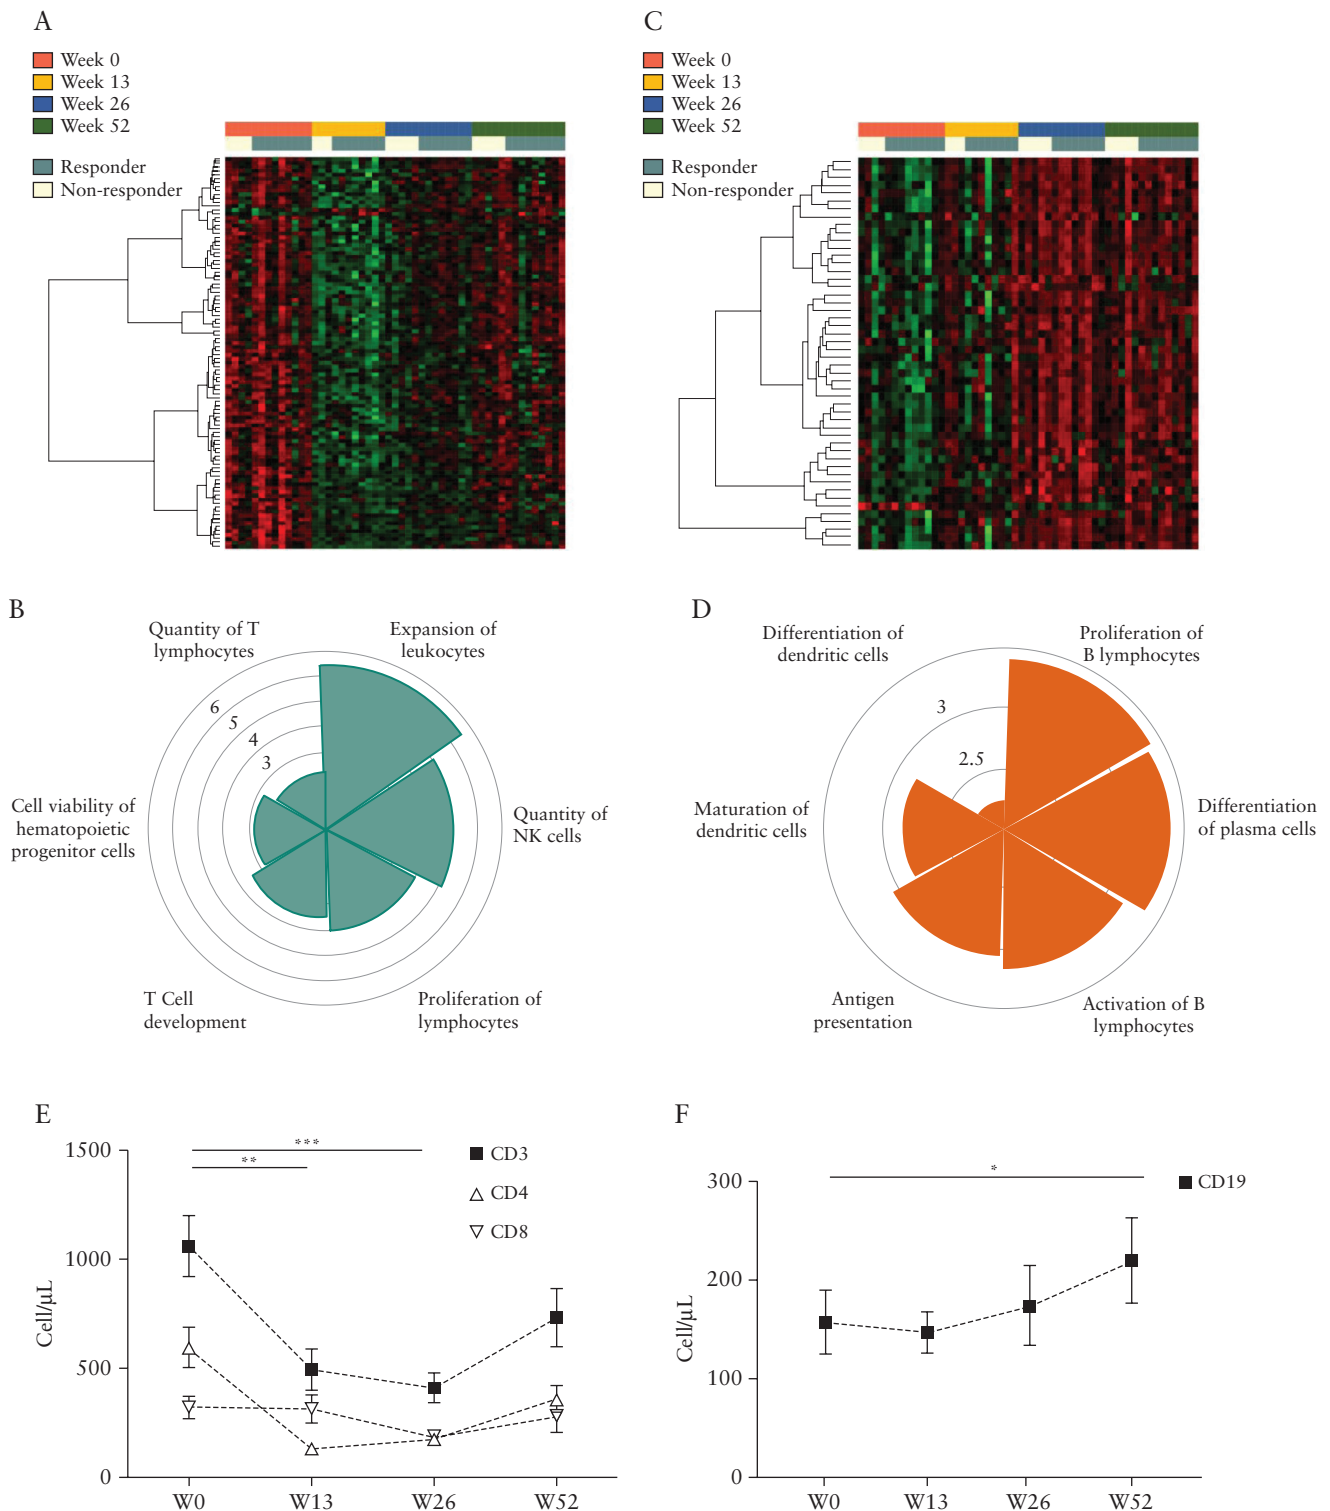 A
Week 0
Week 13
Week 26
Week 52
Responder
Non-responder
C
Week 0
Week 13
Week 26
Week 52
Responder
Non-responder
B
Quantity of T
lymphocytes
Expansion of
leukocytes
6
5
4
3
Cell viability of
hematopoietic
progenitor cells
Quantity of
NK cells
T Cell
development
Proliferation of
lymphocytes
D
Differentiation of
dendritic cells
Proliferation of
B lymphocytes
3
2.5
Maturation of
dendritic cells
Differentiation
of plasma cells
Antigen
presentation
Activation of B
lymphocytes
E
1500
1000
500
0
Cell/µL
***
**
CD3
CD4
CD8
W0
W13
W26
W52
F
300
200
100
0
Cell/µL
*
CD19
W0
W13
W26
W52